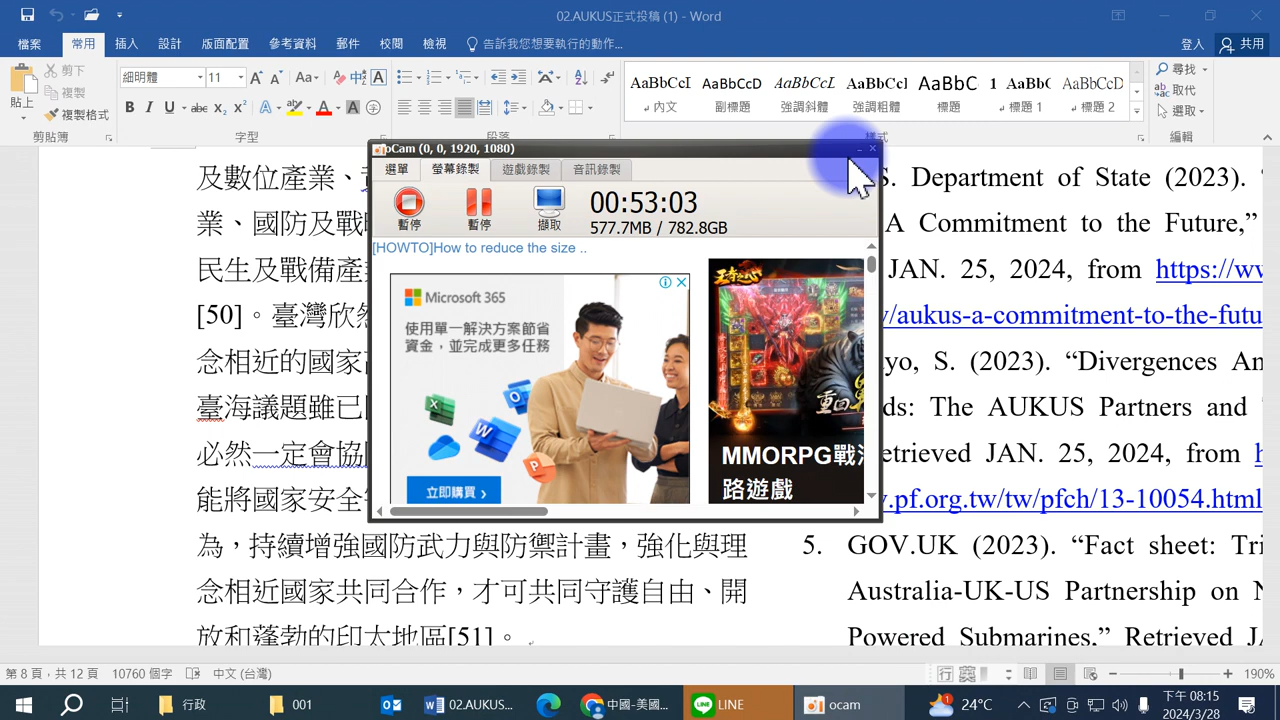 02.AUKUS正式投稿 (1) - Word
檔案 常用 插入 設計 版面配置 參考資料 郵件 校閱 檢視 告訴我您想要執行的動作... 登入 共用
貼上 剪下 複製 複製格式 剪貼簿
細明體 11 字型
段落
AaBbCcI 內文
AaBbCcD 副標題
AaBbCcL 強調斜體
AaBbCcI 強調粗體
AaBbC 標題
1 AaBbC 標題 1
AaBbCcD 標題 2
樣式
尋找 取代 選取 編輯
及數位產業、
業、國防及戰
民生及戰備產
[50]。臺灣欣然
念相近的國家
臺海議題雖已
必然一定會協
能將國家安全
為，持續增強國防武力與防禦計畫，強化與理
念相近國家共同合作，才可共同守護自由、開
放和蓬勃的印太地區[51]。
oCam (0, 0, 1920, 1080)
選單 螢幕錄製 遊戲錄製 音訊錄製
暫停 暫停 擷取
00:53:03
577.7MB / 782.8GB
[HOWTO]How to reduce the size ..
Microsoft 365
使用單一解決方案節省
資金，並完成更多任務
立即購買 ❯
王者之心
重回
MMORPG戰
路遊戲
S. Department of State (2023).
A Commitment to the Future,”
JAN. 25, 2024, from https://ww
/aukus-a-commitment-to-the-futu
yo, S. (2023). “Divergences An
ds: The AUKUS Partners and
etrieved JAN. 25, 2024, from h
.pf.org.tw/tw/pfch/13-10054.html
5. GOV.UK (2023). “Fact sheet: Tri
Australia-UK-US Partnership on N
Powered Submarines,” Retrieved JA
第 8 頁，共 12 頁 10760 個字 中文 (台灣) 190%
行政 001 02.AUKUS... 中國-美國... LINE ocam 24°C
下午 08:15
2024/3/28